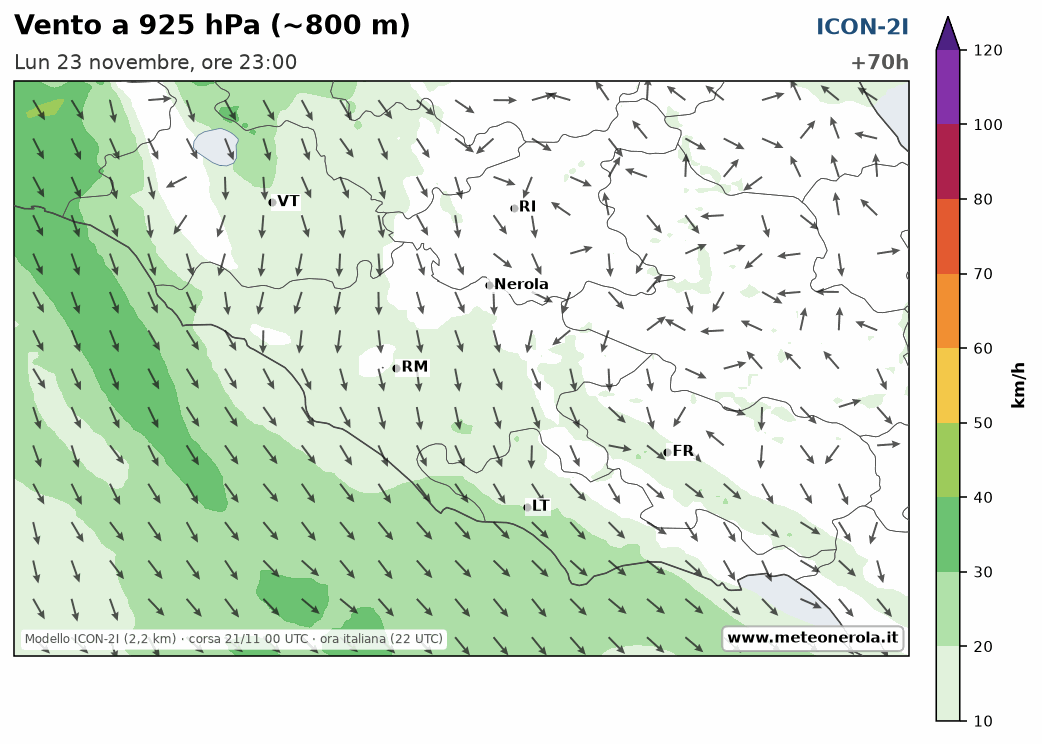 Vento a 925 hPa (~800 m)
ICON-2I
Lun 23 novembre, ore 23:00
+70h
VT
RI
Nerola
RM
FR
LT
Modello ICON-2I (2,2 km) · corsa 21/11 00 UTC · ora italiana (22 UTC)
www.meteonerola.it
120
100
80
70
60
50
40
30
20
10
km/h